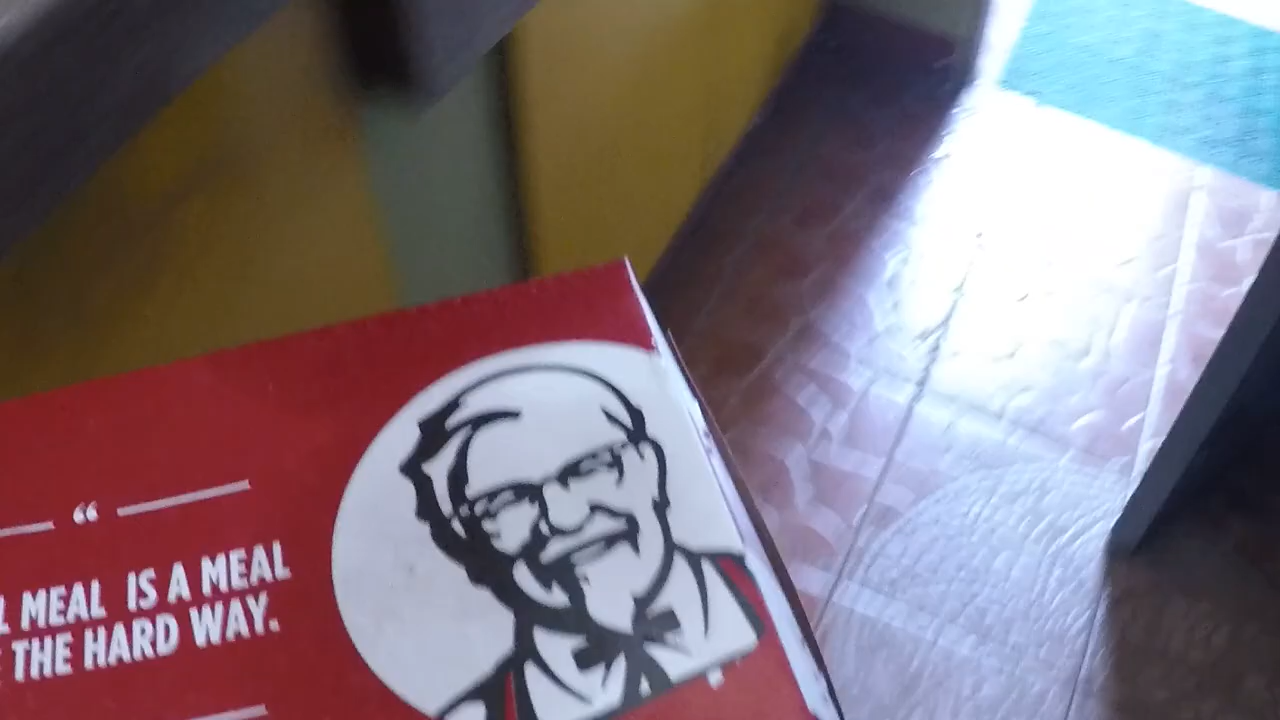 “
MEAL IS A MEAL
THE HARD WAY.